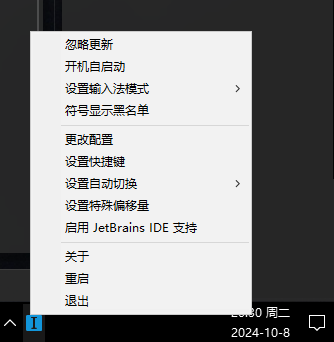 忽略更新
开机自启动
设置输入法模式
符号显示黑名单
更改配置
设置快捷键
设置自动切换
设置特殊偏移量
启用 JetBrains IDE 支持
关于
重启
退出
20:30 周二
2024-10-8